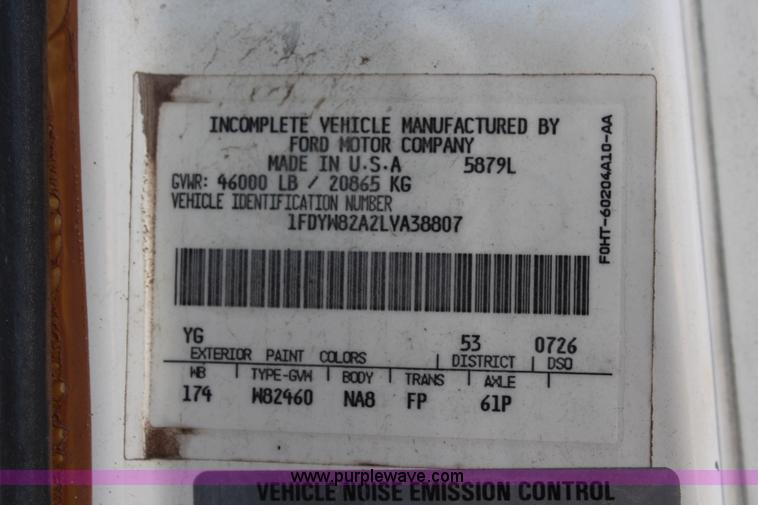 INCOMPLETE VEHICLE MANUFACTURED BY
FORD MOTOR COMPANY
MADE IN U.S.A 5879L
GVWR: 46000 LB / 20865 KG
VEHICLE IDENTIFICATION NUMBER
1FDYW82A2LVA38807
F0HT-60204A10-AA
YG 53 0726
EXTERIOR PAINT COLORS | DISTRICT | DSO
WB | TYPE-GVW | BODY | TRANS | AXLE |
174 W82460 NA8 FP 61P
www.purplewave.com
VEHICLE NOISE EMISSION CONTROL